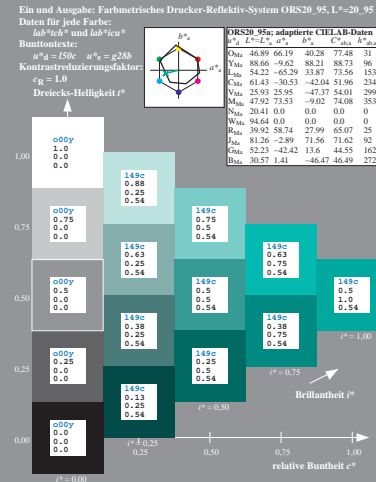 Ein und Ausgabe: Farbmetrisches Drucker-Reflektiv-System ORS20_95, L*=20_95
Daten für jede Farbe:
lab*tch* und lab*icu*
Bunttontexte:
u*d = l50c u*e = g28b
Kontrastreduzierungsfaktor:
cR = 1.0
Dreiecks-Helligkeit t*
b*a
a*a
ORS20_95a; adaptierte CIELAB-Daten
u*d L*=L*a a*a b*a C*ab,a h*ab,a
OMa 46.89 66.19 40.28 77.48 31
YMa 88.66 -9.62 88.21 88.73 96
LMa 54.22 -65.29 33.87 73.56 153
CMa 61.43 -30.53 -42.04 51.96 234
VMa 25.93 25.95 -47.37 54.01 299
MMa 47.92 73.53 -9.02 74.08 353
NMa 20.41 0.0 0.0 0.0
WMa 94.64 0.0 0.0 0.0
RMa 39.92 58.74 27.99 65.07 25
JMa 81.26 -2.89 71.56 71.62 92
GMa 52.23 -42.42 13.6 44.55 162
BMa 30.57 1.41 -46.47 46.49 272
1,00
o00y
1.0
0.0
0.0
149c
0.88
0.25
0.54
0,75
o00y
0.75
0.0
0.0
149c
0.75
0.5
0.54
149c
0.63
0.25
0.54
149c
0.63
0.75
0.54
0,50
o00y
0.5
0.0
0.0
149c
0.5
0.5
0.54
149c
0.5
1.0
0.54
149c
0.38
0.25
0.54
149c
0.38
0.75
0.54
i* = 1,00
0,25
o00y
0.25
0.0
0.0
149c
0.25
0.5
0.54
i* = 0,75
149c
0.13
0.25
0.54
Brillantheit i*
i* = 0,50
0,00
o00y
0.0
0.0
0.0
i* = 0,25
0,25 0,50 0,75 1,00
relative Buntheit c*
i* = 0,00